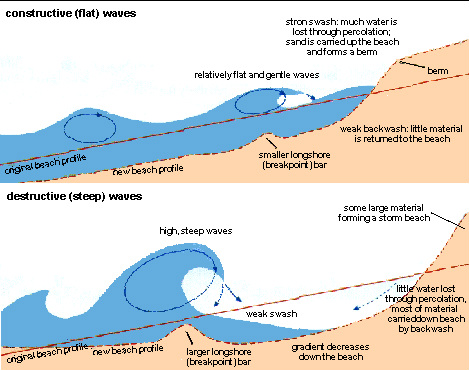 constructive (flat) waves
stron swash: much water is
lost through percolation;
sand is carried up the beach
and forms a berm
relatively flat and gentle waves
berm
weak backwash: little material
is returned to the beach
smaller longshore
(breakpoint) bar
original beach profile
new beach profile
destructive (steep) waves
some large material
forming a storm beach
high, steep waves
little water lost
through percolation,
most of material
carried down beach
by backwash
weak swash
original beach profile
new beach profile
larger longshore
(breakpoint) bar
gradient decreases
down the beach